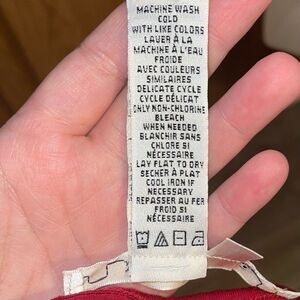 MACHINE WASH
COLD
WITH LIKE COLORS
LAVER À LA
MACHINE À L'EAU
FROIDE
AVEC COULEURS
SIMILAIRES
DELICATE CYCLE
CYCLE DÉLICAT
ONLY NON-CHLORINE
BLEACH
WHEN NEEDED
BLANCHIR SANS
CHLORE SI
NÉCESSAIRE
LAY FLAT TO DRY
SÉCHER À PLAT
COOL IRON IF
NECESSARY
REPASSER AU FER
FROID SI
NÉCESSAIRE